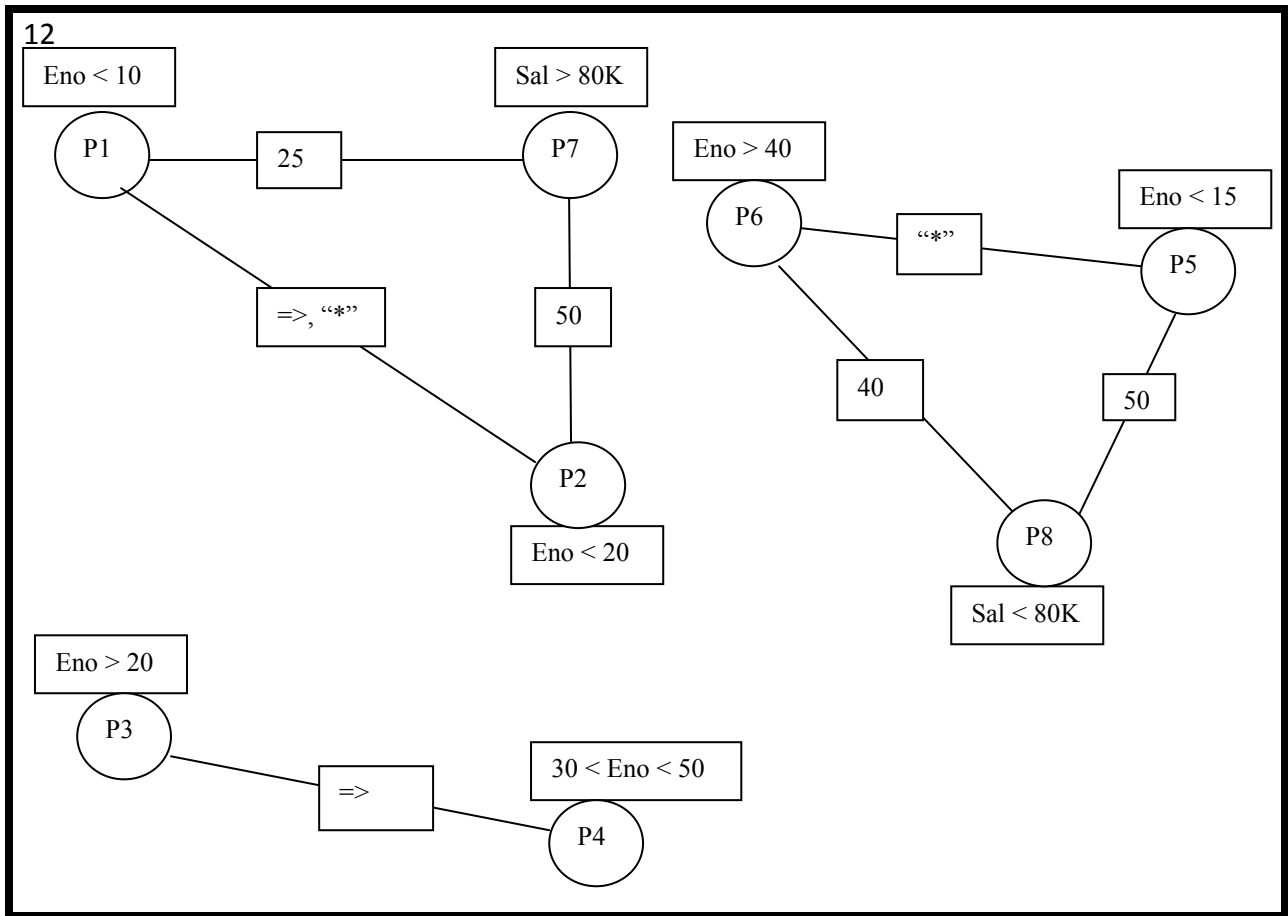 12
Eno < 10
Sal > 80K
P1
25
P7
=>, “*”
50
P2
Eno < 20
Eno > 40
Eno < 15
P6
“*”
P5
40
50
P8
Sal < 80K
Eno > 20
P3
=>
30 < Eno < 50
P4